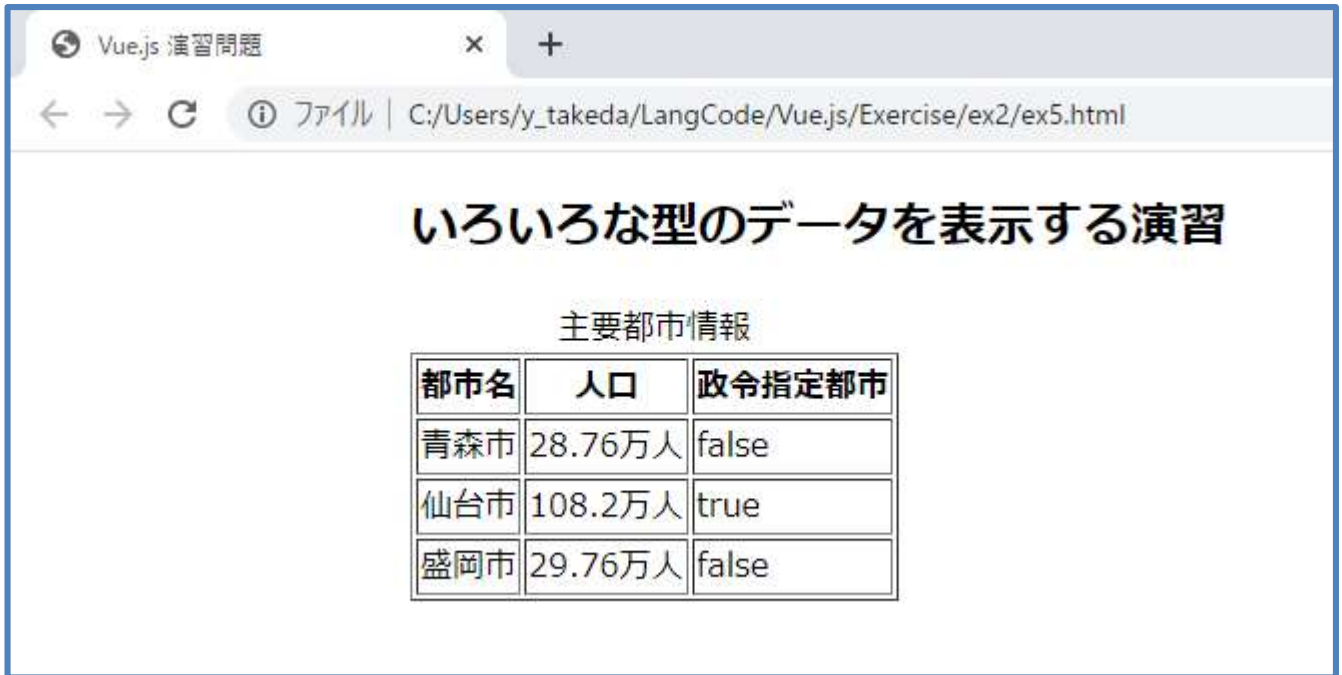 Vue.js 演習問題
ファイル | C:/Users/y_takeda/LangCode/Vue.js/Exercise/ex2/ex5.html
いろいろな型のデータを表示する演習
主要都市情報
都市名 人口 政令指定都市
青森市 28.76万人 false
仙台市 108.2万人 true
盛岡市 29.76万人 false